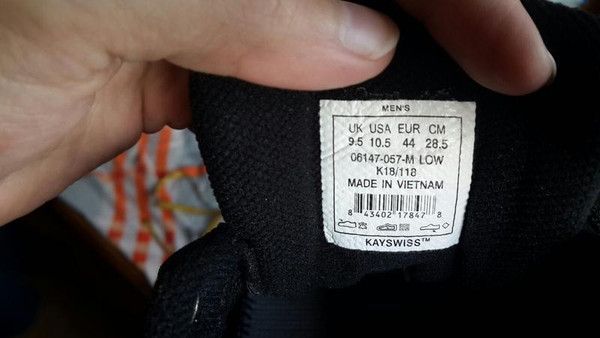 MEN'S
UK USA EUR CM
9.5 10.5 44 28.5
06147-057-M LOW
K18/118
MADE IN VIETNAM
8 43402 17847 8
KAYSWISS™